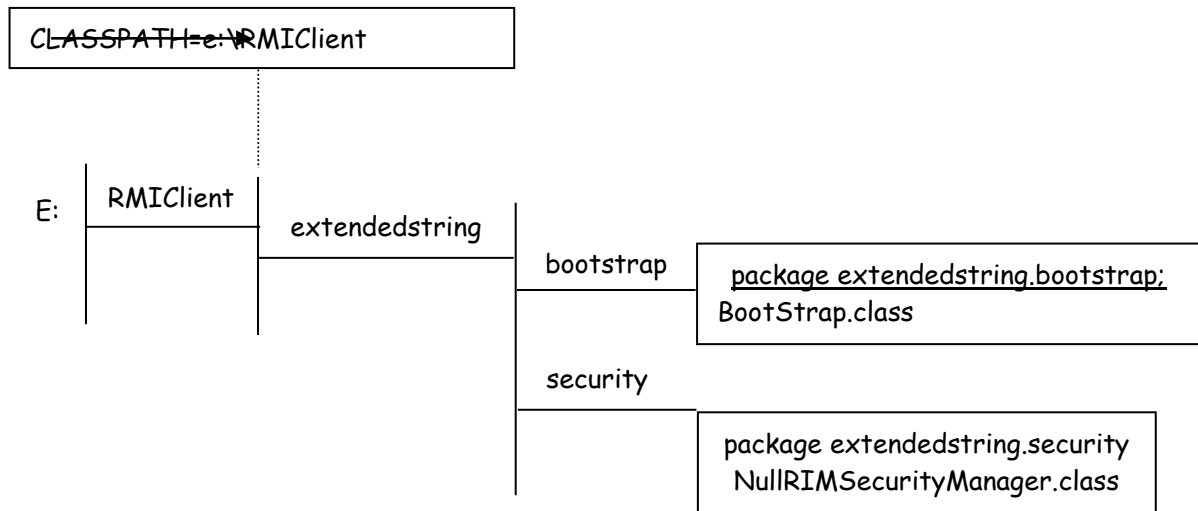 CLASSPATH=e:\RMIClient
E:
RMIClient
extendedstring
bootstrap
package extendedstring.bootstrap;
BootStrap.class
security
package extendedstring.security
NullRIMSecurityManager.class